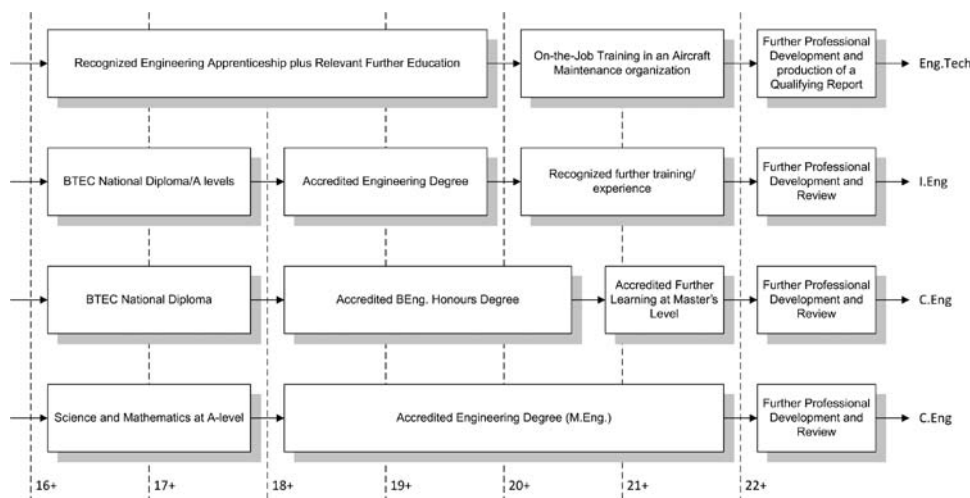 Recognized Engineering Apprenticeship plus Relevant Further Education
On-the-Job Training in an Aircraft
Maintenance organization
Further Professional
Development and
production of a
Qualifying Report
Eng.Tech
BTEC National Diploma/A levels
Accredited Engineering Degree
Recognized further training/
experience
Further Professional
Development and
Review
I.Eng
BTEC National Diploma
Accredited BEng. Honours Degree
Accredited Further
Learning at Master's
Level
Further Professional
Development and
Review
C.Eng
Science and Mathematics at A-level
Accredited Engineering Degree (M.Eng.)
Further Professional
Development and
Review
C.Eng
16+ 17+ 18+ 19+ 20+ 21+ 22+